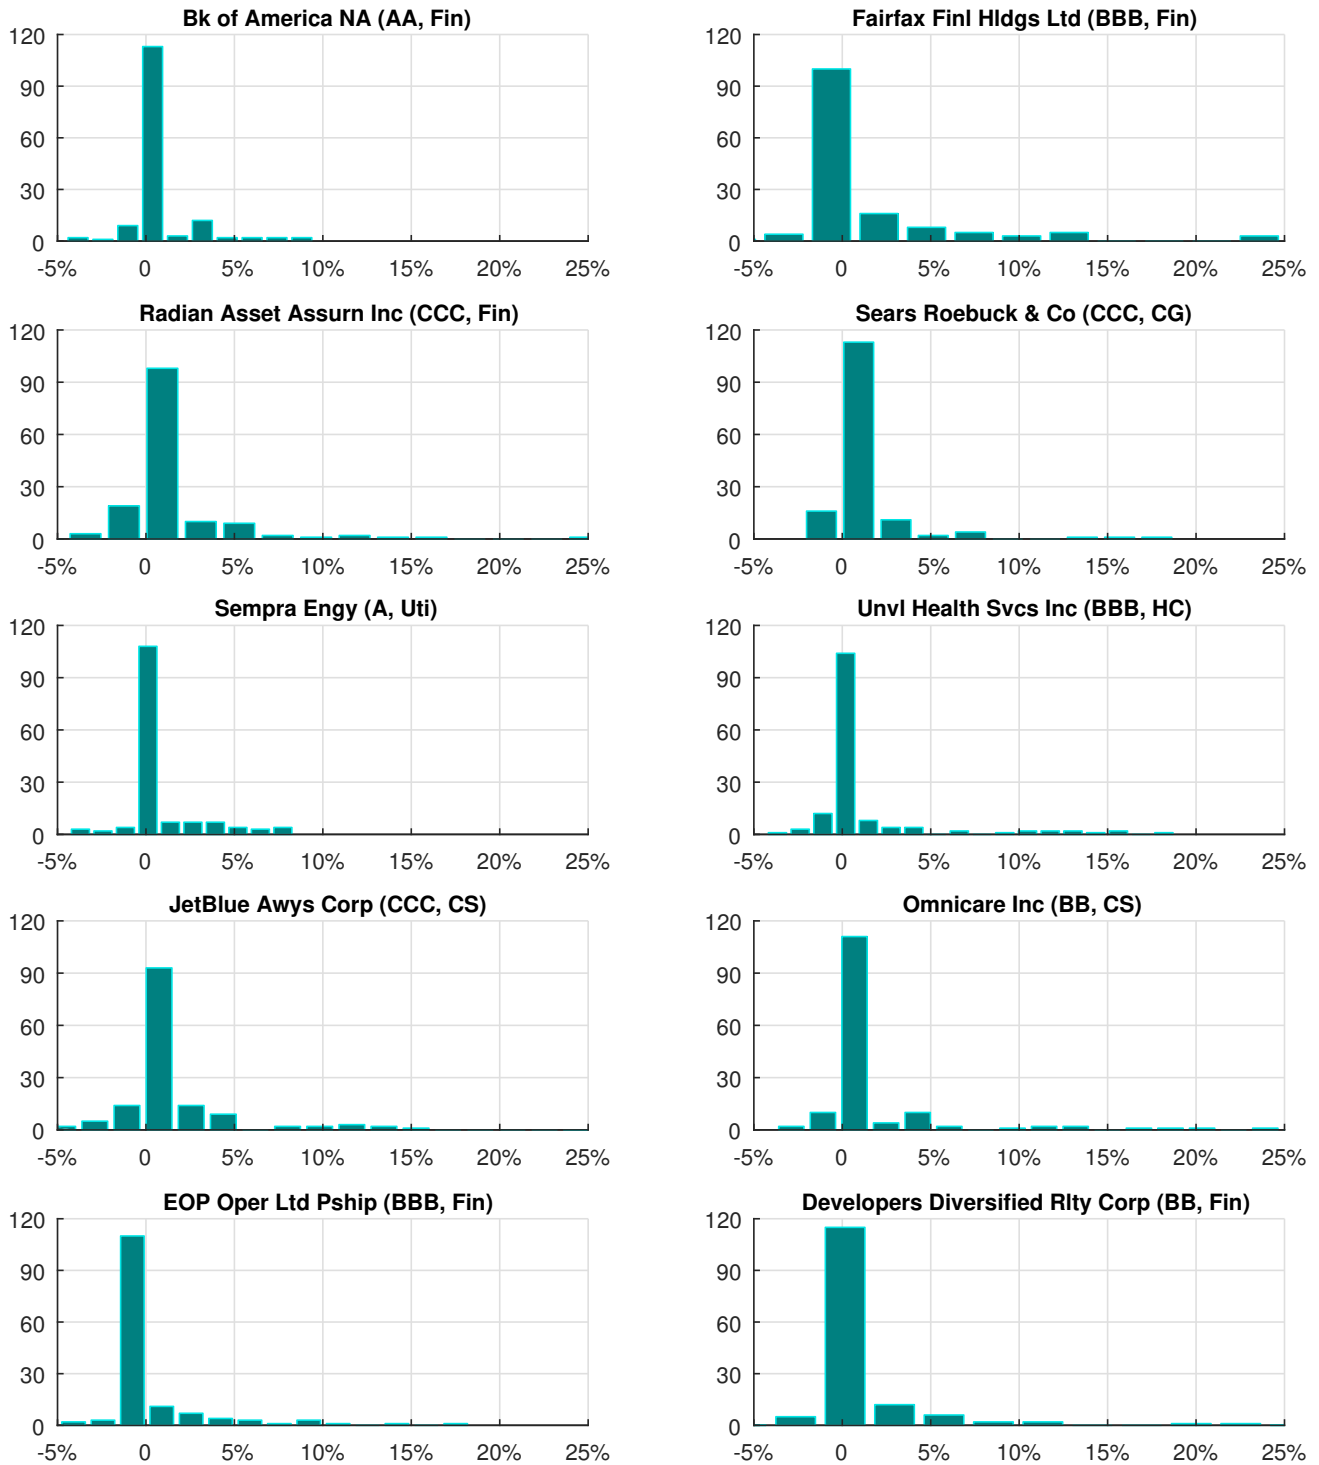 Bk of America NA (AA, Fin)
120
90
60
30
0
-5% 0 5% 10% 15% 20% 25%
Fairfax Finl Hldgs Ltd (BBB, Fin)
120
90
60
30
0
-5% 0 5% 10% 15% 20% 25%
Radian Asset Assurn Inc (CCC, Fin)
120
90
60
30
0
-5% 0 5% 10% 15% 20% 25%
Sears Roebuck & Co (CCC, CG)
120
90
60
30
0
-5% 0 5% 10% 15% 20% 25%
Sempra Engy (A, Uti)
120
90
60
30
0
-5% 0 5% 10% 15% 20% 25%
Unvl Health Svcs Inc (BBB, HC)
120
90
60
30
0
-5% 0 5% 10% 15% 20% 25%
JetBlue Awys Corp (CCC, CS)
120
90
60
30
0
-5% 0 5% 10% 15% 20% 25%
Omnicare Inc (BB, CS)
120
90
60
30
0
-5% 0 5% 10% 15% 20% 25%
EOP Oper Ltd Pship (BBB, Fin)
120
90
60
30
0
-5% 0 5% 10% 15% 20% 25%
Developers Diversified Rlty Corp (BB, Fin)
120
90
60
30
0
-5% 0 5% 10% 15% 20% 25%